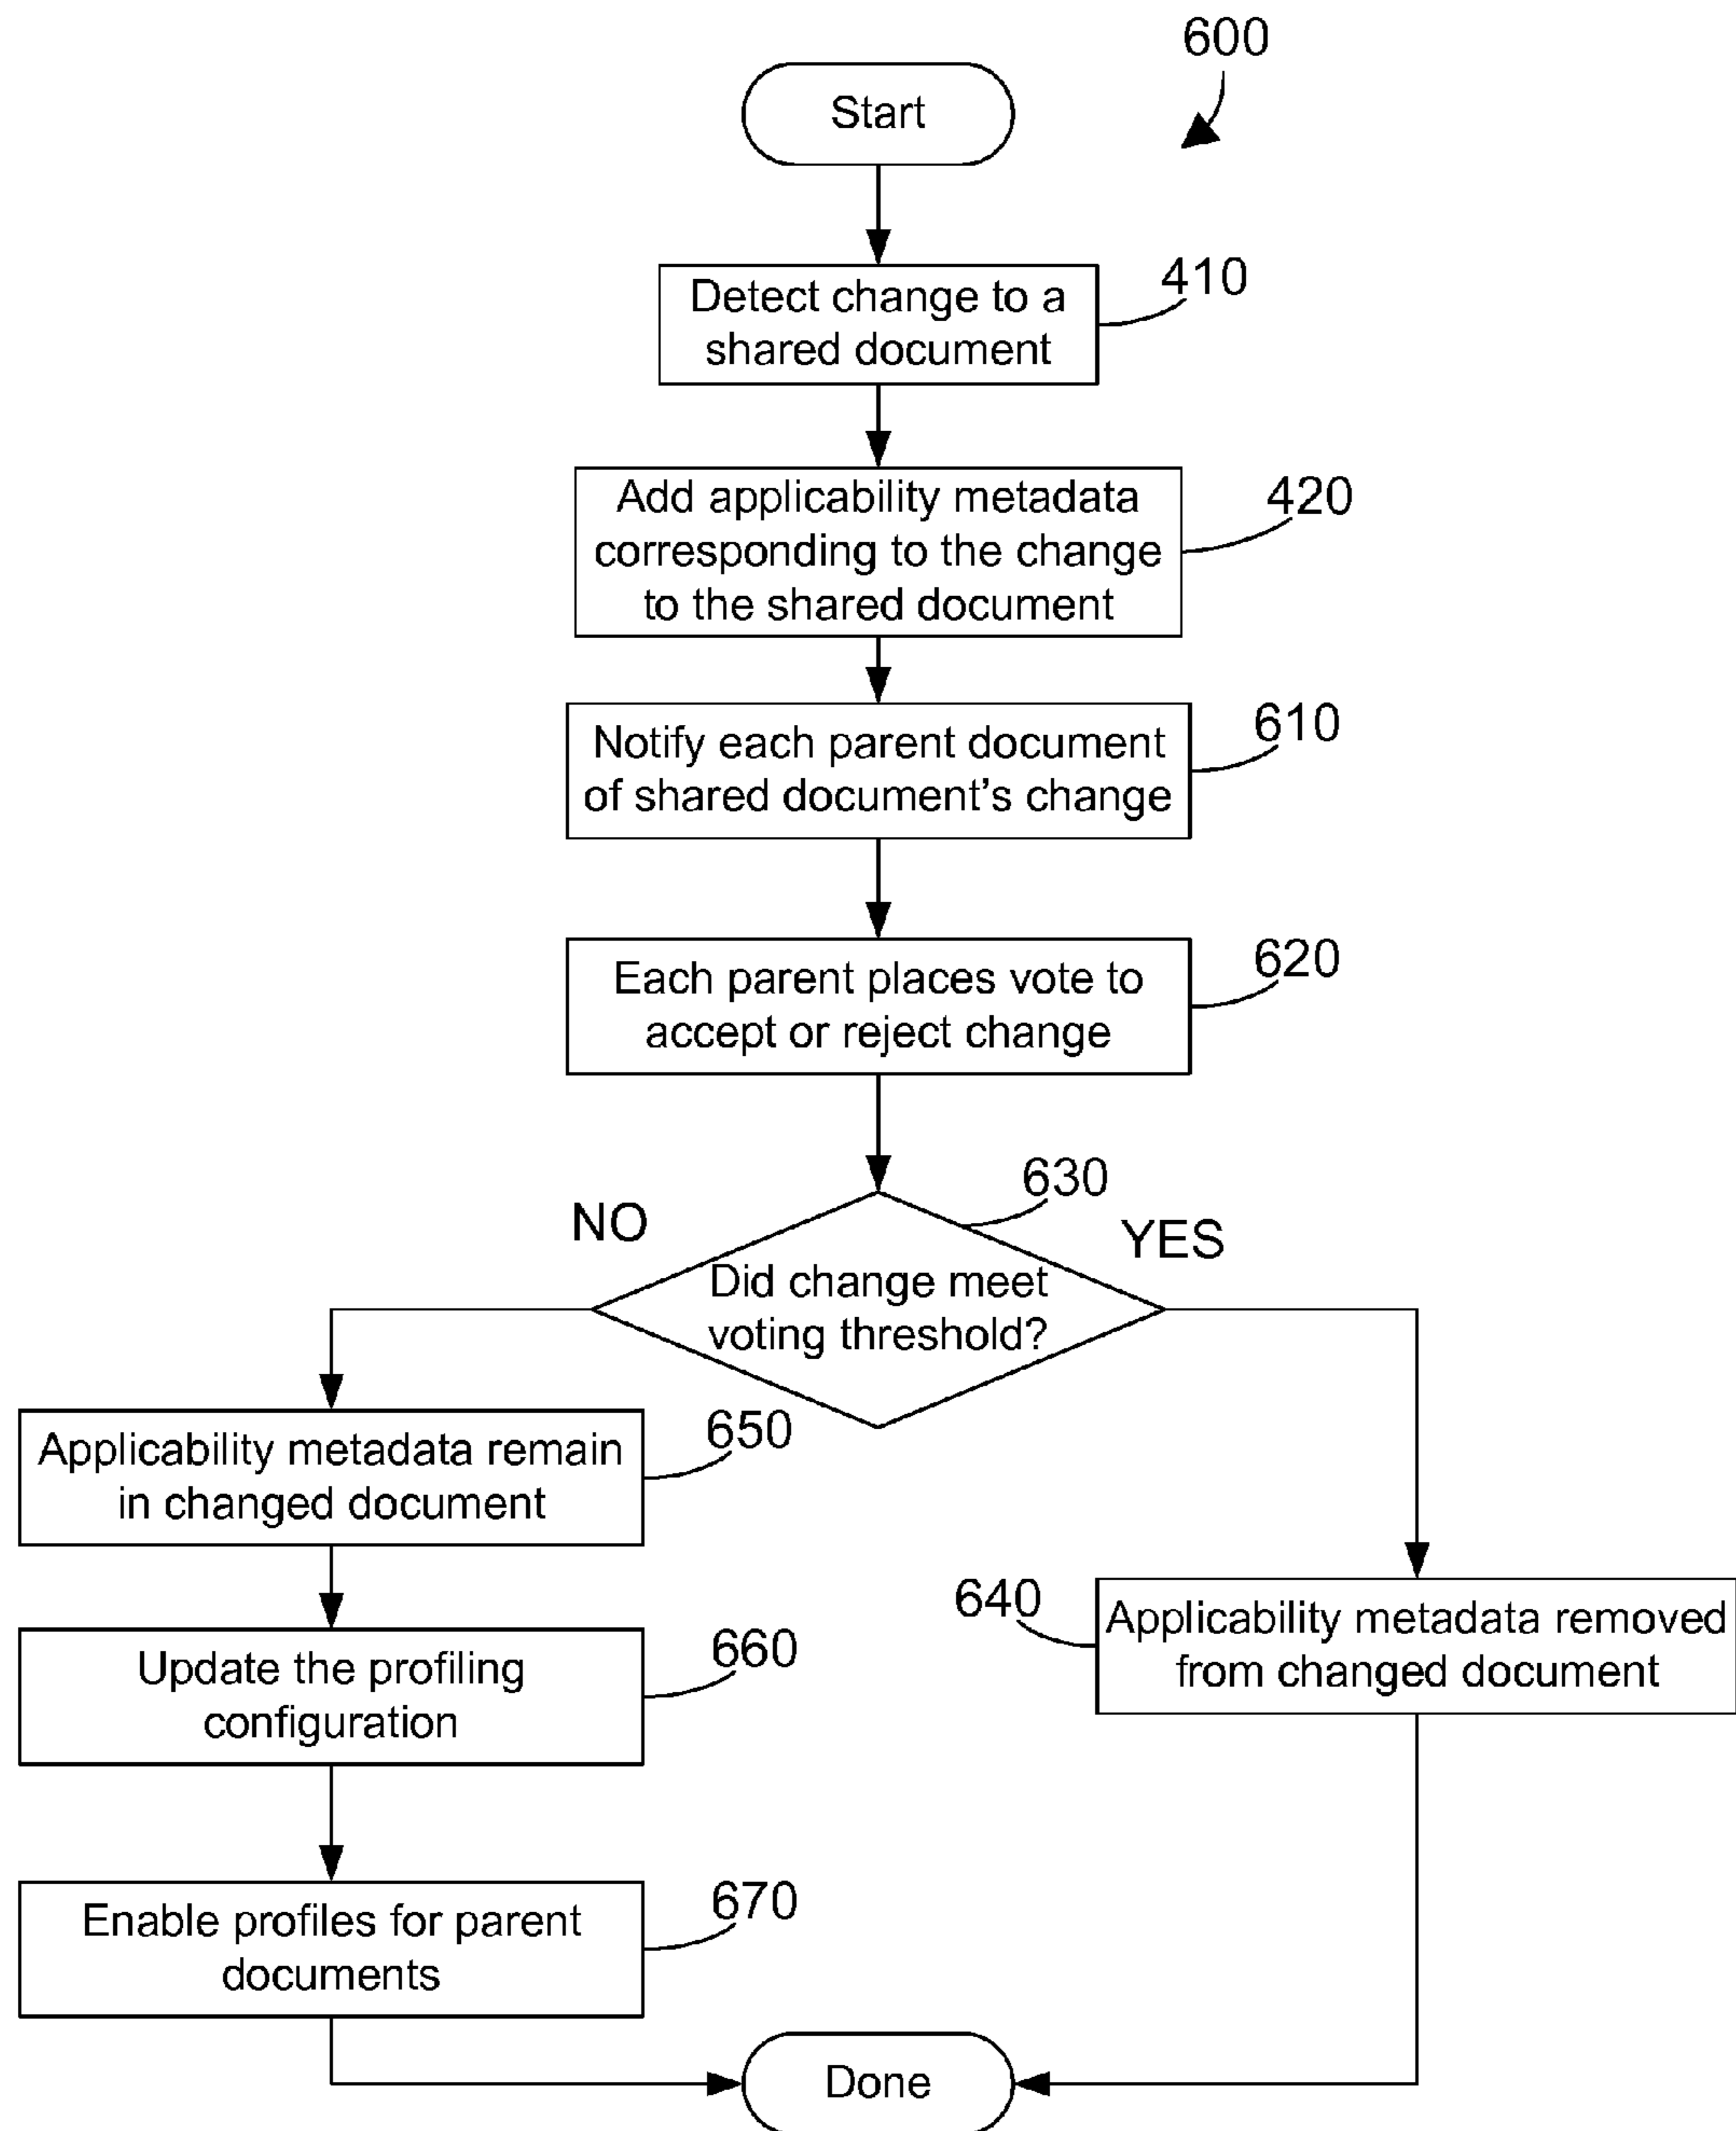 600
Start
410
Detect change to a
shared document
420
Add applicability metadata
corresponding to the change
to the shared document
610
Notify each parent document
of shared document's change
620
Each parent places vote to
accept or reject change
630
NO
YES
Did change meet
voting threshold?
650
Applicability metadata remain
in changed document
640
Applicability metadata removed
from changed document
660
Update the profiling
configuration
670
Enable profiles for parent
documents
Done